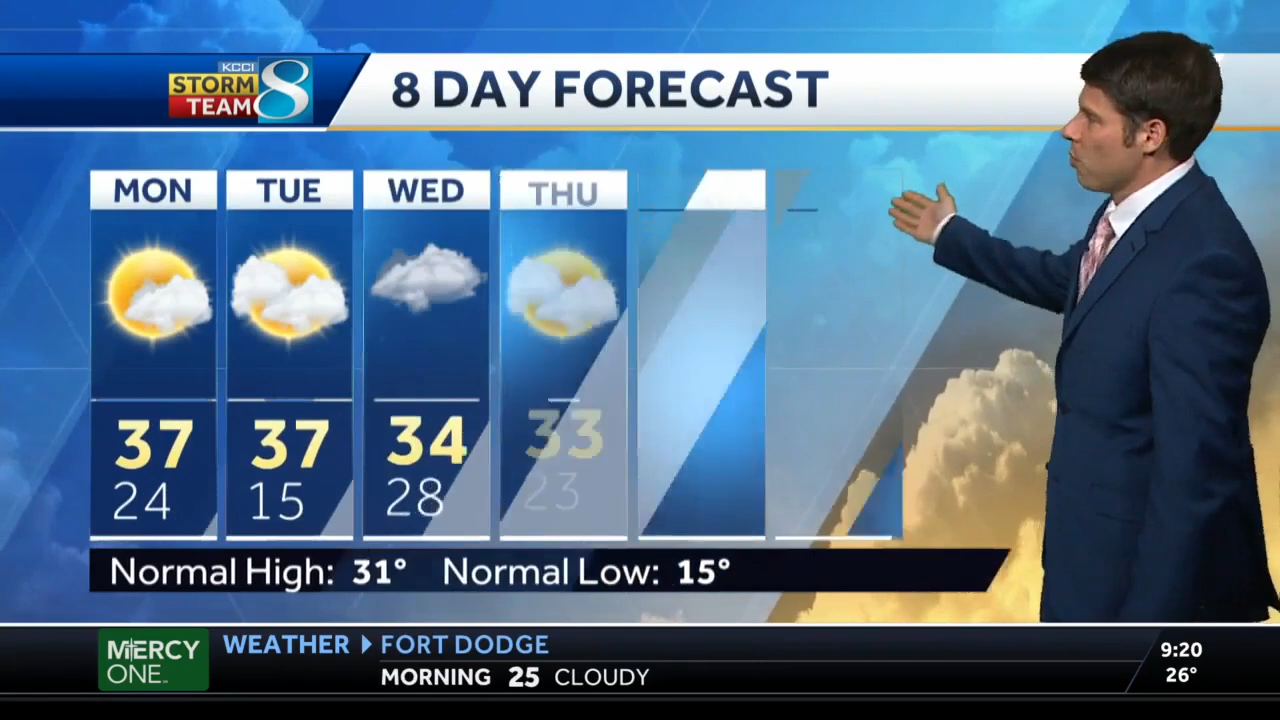 KCCI
STORM
TEAM 8
8 DAY FORECAST
MON TUE WED THU
37 37 34 33
24 15 28 23
Normal High: 31° Normal Low: 15°
MERCY
ONE
WEATHER FORT DODGE
MORNING 25 CLOUDY
9:20
26°